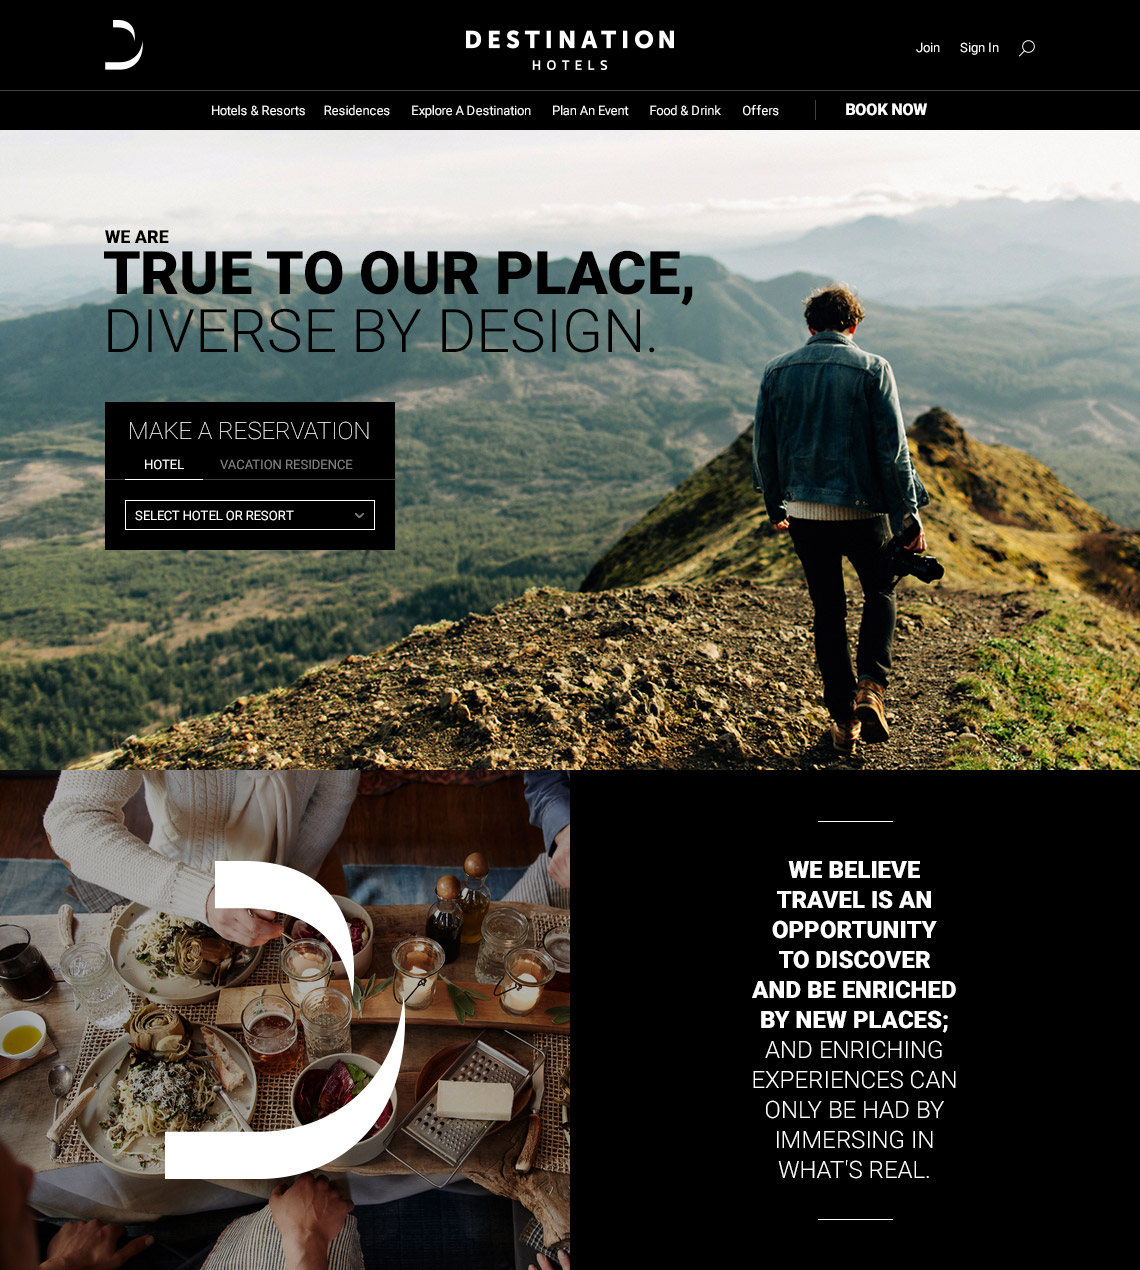 DESTINATION
HOTELS
Join
Sign In
Hotels & Resorts
Residences
Explore A Destination
Plan An Event
Food & Drink
Offers
BOOK NOW
WE ARE
TRUE TO OUR PLACE,
DIVERSE BY DESIGN.
MAKE A RESERVATION
HOTEL
VACATION RESIDENCE
SELECT HOTEL OR RESORT
WE BELIEVE
TRAVEL IS AN
OPPORTUNITY
TO DISCOVER
AND BE ENRICHED
BY NEW PLACES;
AND ENRICHING
EXPERIENCES CAN
ONLY BE HAD BY
IMMERSING IN
WHAT'S REAL.